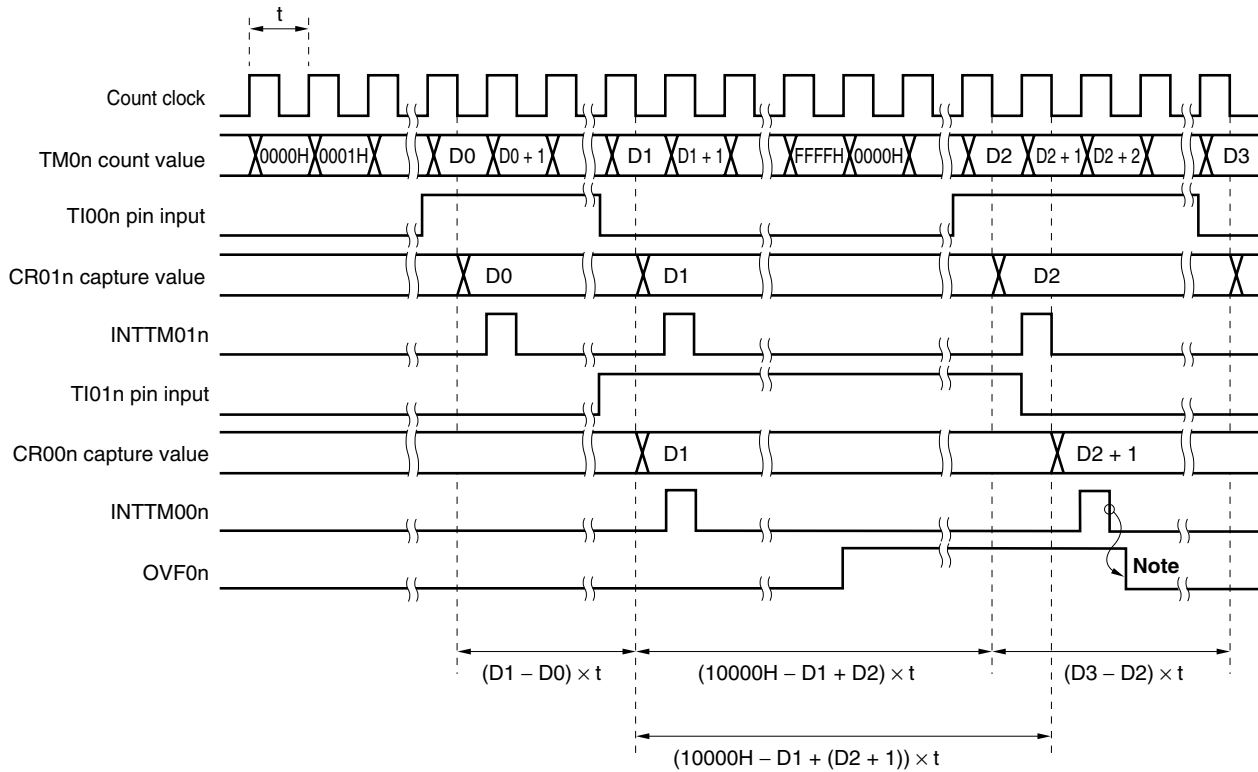 t
Count clock
TM0n count value
0000H 0001H D0 D0 + 1 D1 D1 + 1 FFFFH 0000H D2 D2 + 1 D2 + 2 D3
TI00n pin input
CR01n capture value
D0 D1 D2
INTTM01n
TI01n pin input
CR00n capture value
D1 D2 + 1
INTTM00n
OVF0n
Note
(D1 – D0) × t
(10000H – D1 + D2) × t
(D3 – D2) × t
(10000H – D1 + (D2 + 1)) × t